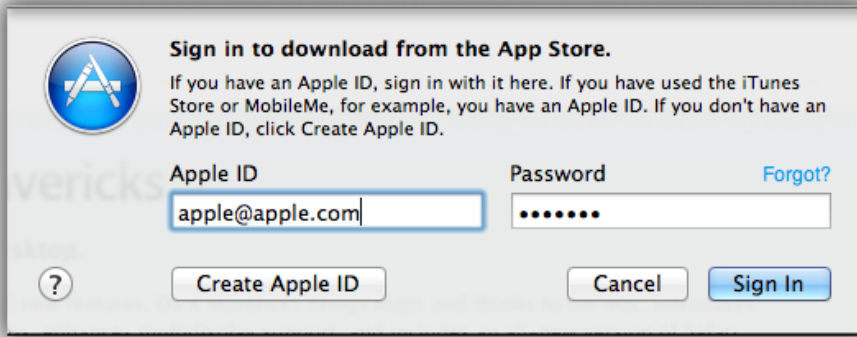 Sign in to download from the App Store.
If you have an Apple ID, sign in with it here. If you have used the iTunes
Store or MobileMe, for example, you have an Apple ID. If you don't have an
Apple ID, click Create Apple ID.
Apple ID
Password
Forgot?
apple@apple.com
•••••••
?
Create Apple ID
Cancel
Sign In